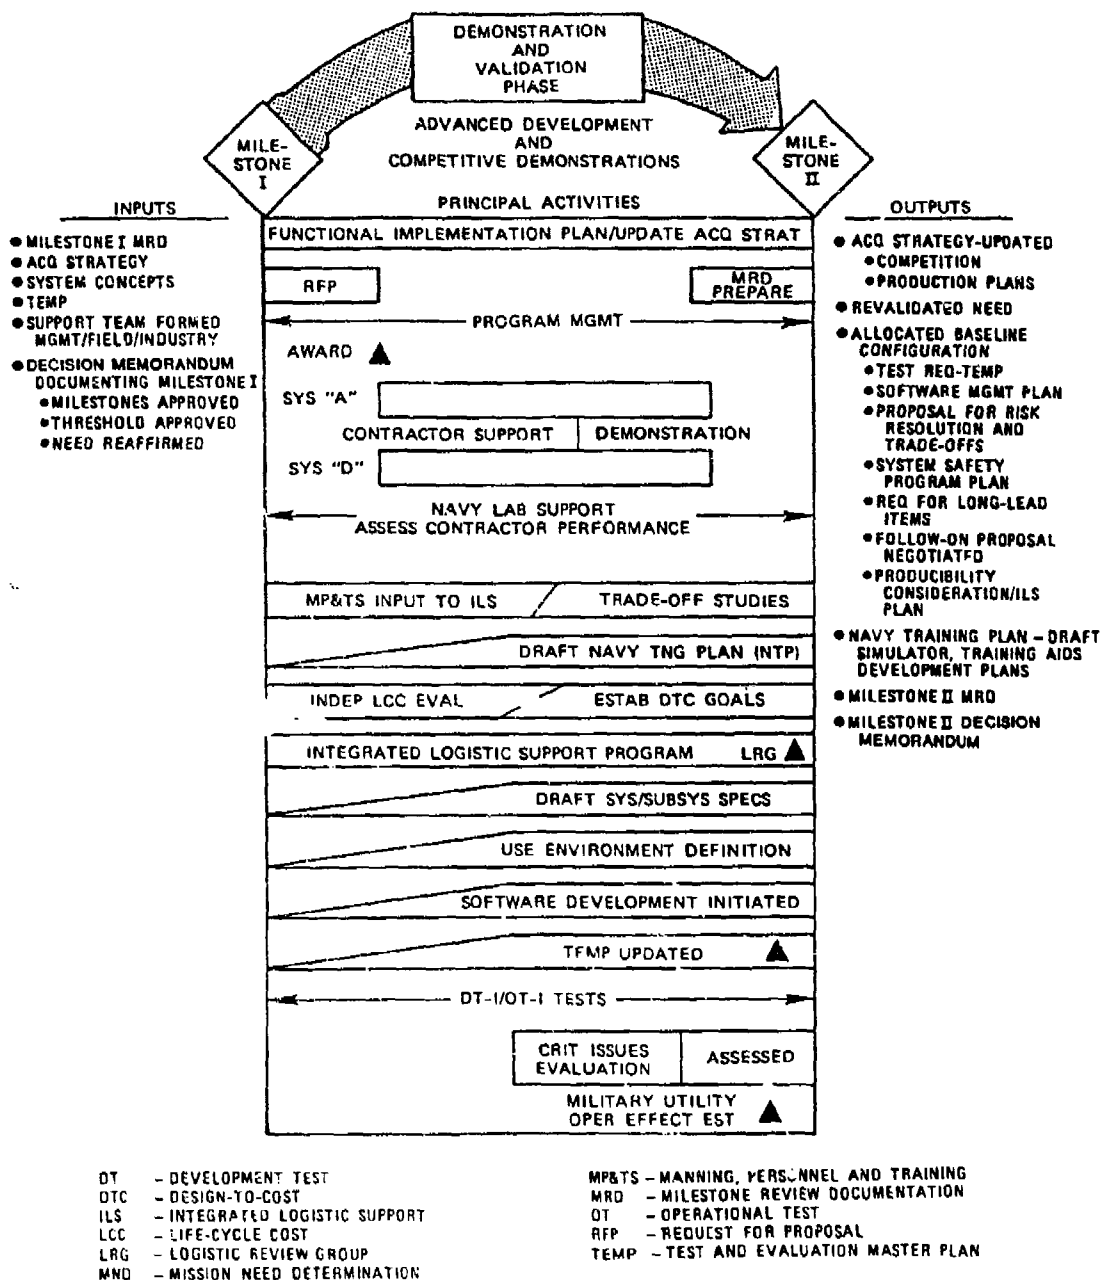 DEMONSTRATION
AND
VALIDATION
PHASE
ADVANCED DEVELOPMENT
AND
COMPETITIVE DEMONSTRATIONS
MILE-
STONE
I
MILE-
STONE
II
INPUTS
● MILESTONE I MRD
● ACQ STRATEGY
● SYSTEM CONCEPTS
● TEMP
● SUPPORT TEAM FORMED
MGMT/FIELD/INDUSTRY
● DECISION MEMORANDUM
DOCUMENTING MILESTONE I
● MILESTONES APPROVED
● THRESHOLD APPROVED
● NEED REAFFIRMED
PRINCIPAL ACTIVITIES
FUNCTIONAL IMPLEMENTATION PLAN/UPDATE ACQ STRAT
RFP
MRD
PREPARE
PROGRAM MGMT
AWARD
SYS "A"
CONTRACTOR SUPPORT
DEMONSTRATION
SYS "D"
NAVY LAB SUPPORT
ASSESS CONTRACTOR PERFORMANCE
MP&TS INPUT TO ILS / TRADE-OFF STUDIES
DRAFT NAVY TNG PLAN (NTP)
INDEP LCC EVAL
ESTAB DTC GOALS
INTEGRATED LOGISTIC SUPPORT PROGRAM LRG
DRAFT SYS/SUBSYS SPECS
USE ENVIRONMENT DEFINITION
SOFTWARE DEVELOPMENT INITIATED
TEMP UPDATED
DT-I/OT-I TESTS
CRIT ISSUES
EVALUATION
ASSESSED
MILITARY UTILITY
OPER EFFECT EST
OUTPUTS
● ACQ STRATEGY-UPDATED
● COMPETITION
● PRODUCTION PLANS
● REVALIDATED NEED
● ALLOCATED BASELINE
CONFIGURATION
● TEST REQ-TEMP
● SOFTWARE MGMT PLAN
● PROPOSAL FOR RISK
RESOLUTION AND
TRADE-OFFS
● SYSTEM SAFETY
PROGRAM PLAN
● REQ FOR LONG-LEAD
ITEMS
● FOLLOW-ON PROPOSAL
NEGOTIATED
● PRODUCIBILITY
CONSIDERATION/ILS
PLAN
● NAVY TRAINING PLAN – DRAFT
SIMULATOR, TRAINING AIDS
DEVELOPMENT PLANS
● MILESTONE II MRD
● MILESTONE II DECISION
MEMORANDUM
DT – DEVELOPMENT TEST
DTC – DESIGN-TO-COST
ILS – INTEGRATED LOGISTIC SUPPORT
LCC – LIFE-CYCLE COST
LRG – LOGISTIC REVIEW GROUP
MND – MISSION NEED DETERMINATION
MP&TS – MANNING, PERSONNEL AND TRAINING
MRD – MILESTONE REVIEW DOCUMENTATION
OT – OPERATIONAL TEST
RFP – REQUEST FOR PROPOSAL
TEMP – TEST AND EVALUATION MASTER PLAN